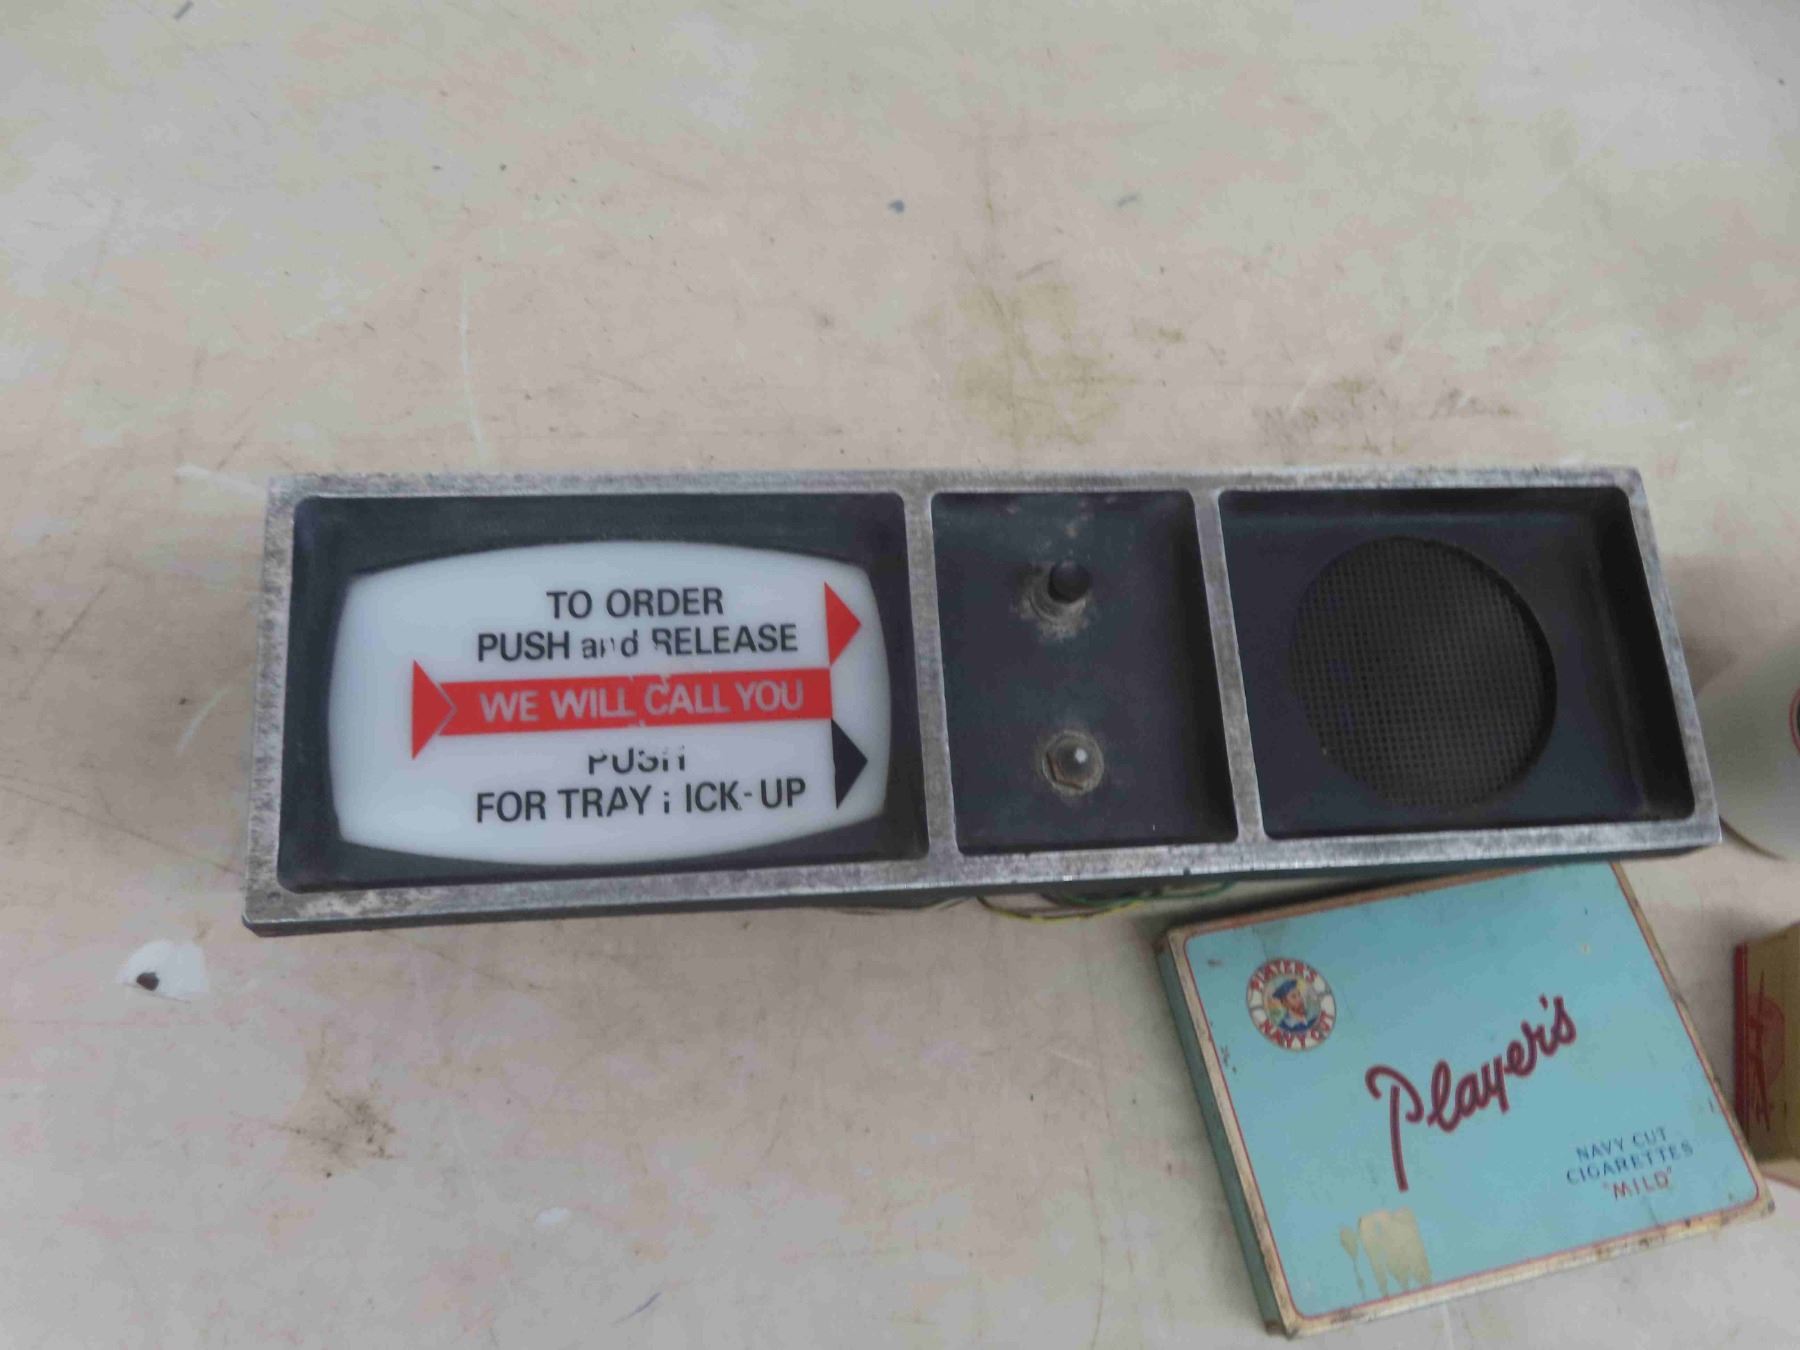 TO ORDER
PUSH and RELEASE
WE WILL CALL YOU
PUSH
FOR TRAY PICK-UP
PLAYER'S
NAVY CUT
Player's
NAVY CUT
CIGARETTES
"MILD"